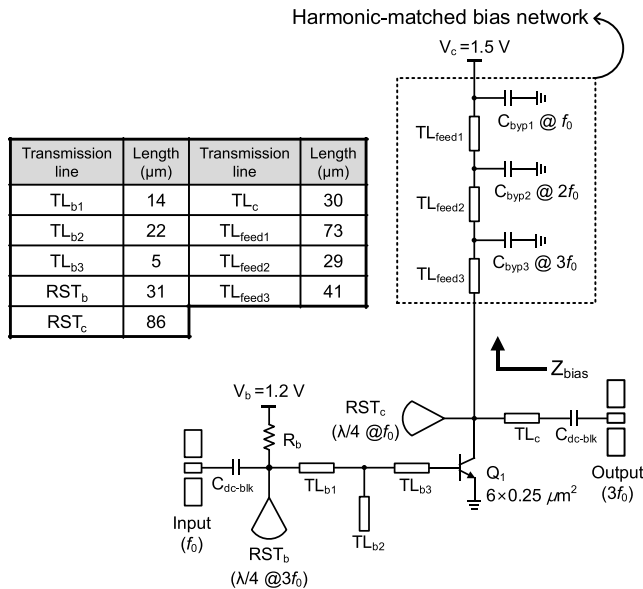 Harmonic-matched bias network
V_c=1.5 V
C_byp1 @ f_0
TL_feed1
C_byp2 @ 2f_0
TL_feed2
C_byp3 @ 3f_0
TL_feed3
Transmission line Length (μm) Transmission line Length (μm)
TL_b1 14 TL_c 30
TL_b2 22 TL_feed1 73
TL_b3 5 TL_feed2 29
RST_b 31 TL_feed3 41
RST_c 86
Z_bias
V_b=1.2 V
R_b
RST_c
(λ/4 @f_0)
TL_c
C_dc-blk
Output
(3f_0)
Q_1
6×0.25 μm²
C_dc-blk
TL_b1
TL_b3
TL_b2
Input
(f_0)
RST_b
(λ/4 @3f_0)